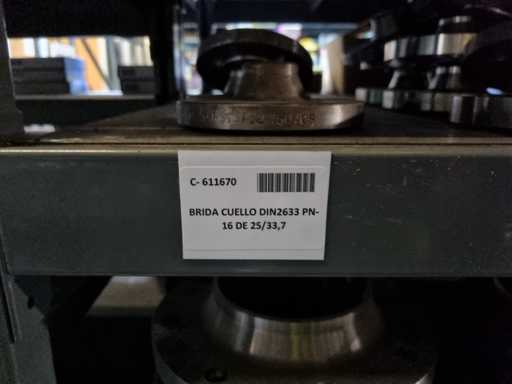 C- 611670
BRIDA CUELLO DIN2633 PN-
16 DE 25/33,7